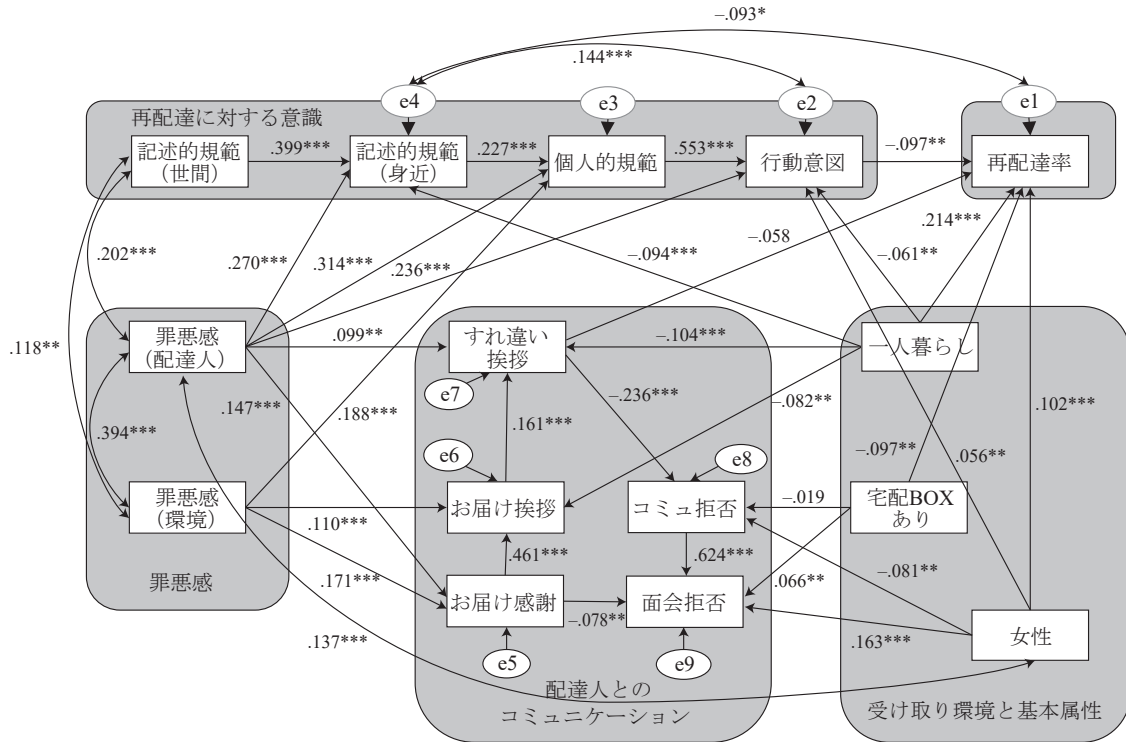 −.093*
.144***
e4
e3
e2
e1
再配達に対する意識
記述的規範
（世間）
.399***
記述的規範
（身近）
.227***
個人的規範
.553***
行動意図
−.097**
再配達率
.202***
.270***
.314***
.236***
−.094***
−.058
.214***
−.061**
.118**
罪悪感
（配達人）
.099**
すれ違い
挨拶
−.104***
一人暮らし
e7
.394***
.147***
.188***
.161***
−.236***
−.082**
.102***
−.097**
.056**
e6
e8
罪悪感
（環境）
.110***
お届け挨拶
コミュ拒否
−.019
宅配BOX
あり
.461***
.624***
.066**
−.081**
罪悪感
.171***
お届け感謝
−.078**
面会拒否
.163***
女性
.137***
e5
e9
配達人との
コミュニケーション
受け取り環境と基本属性